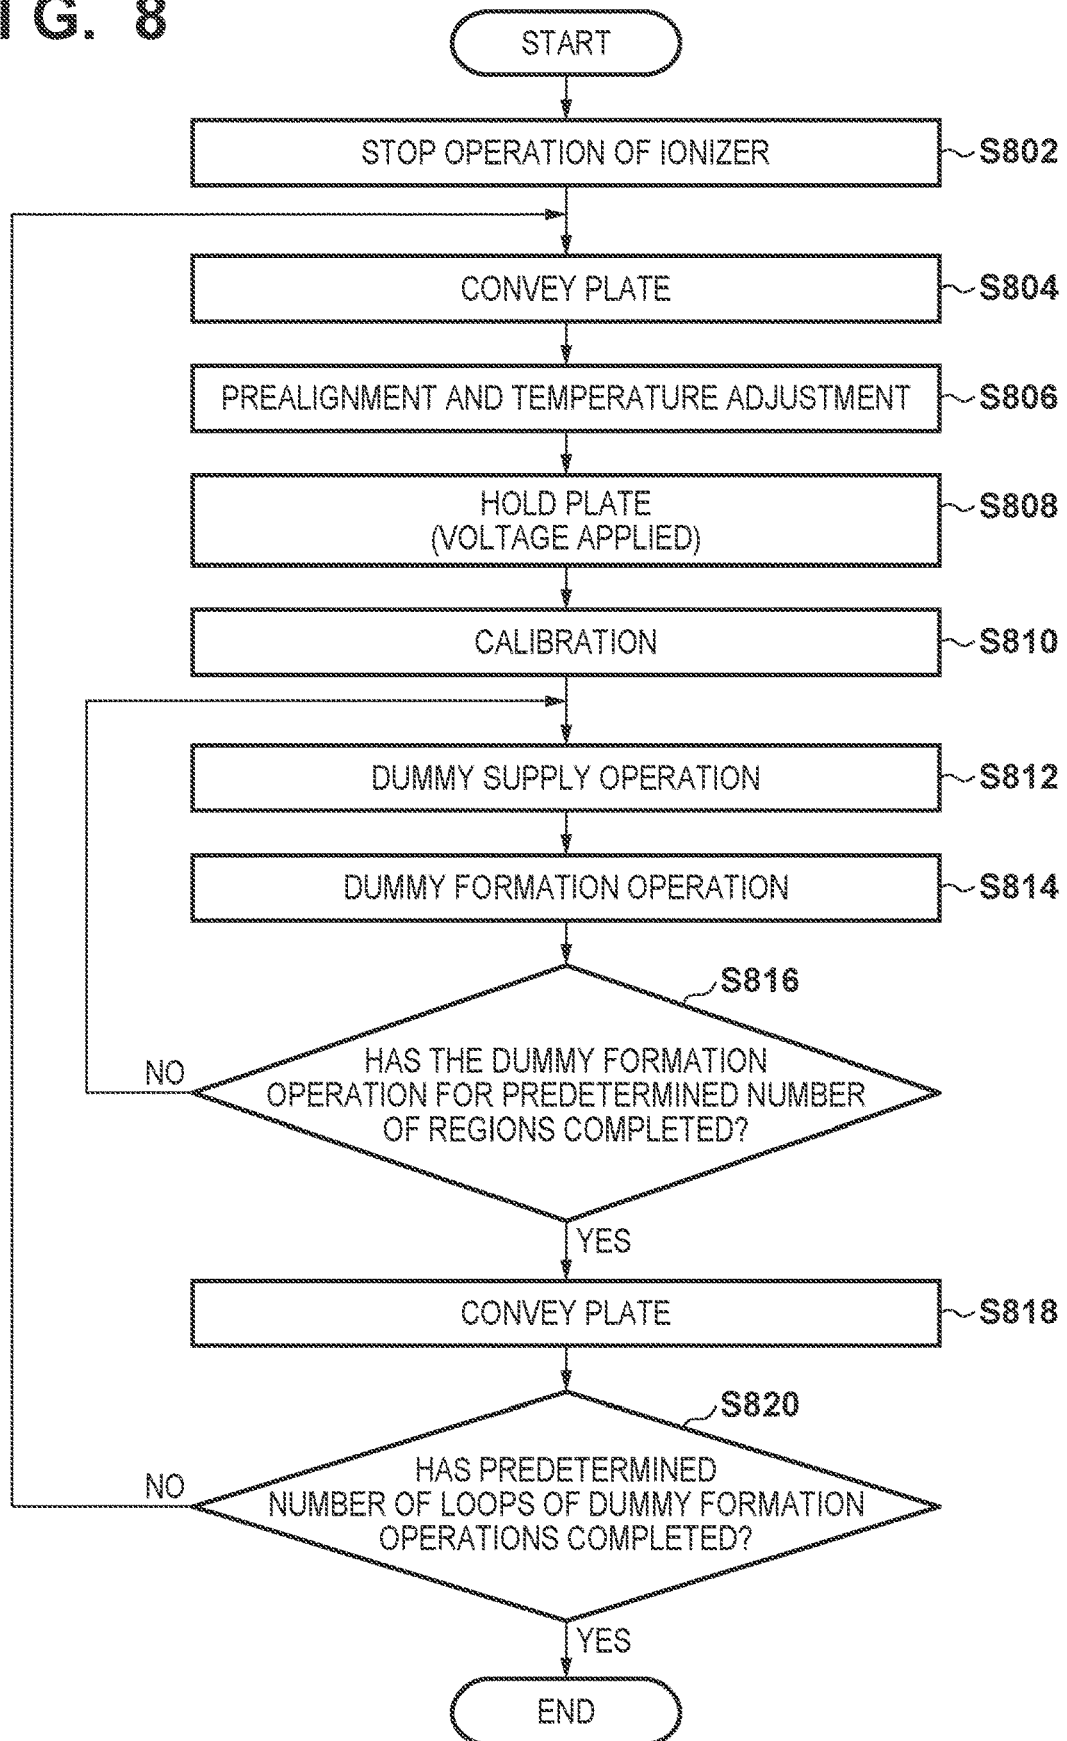 IG. 8
START
STOP OPERATION OF IONIZER
S802
CONVEY PLATE
S804
PREALIGNMENT AND TEMPERATURE ADJUSTMENT
S806
HOLD PLATE
(VOLTAGE APPLIED)
S808
CALIBRATION
S810
DUMMY SUPPLY OPERATION
S812
DUMMY FORMATION OPERATION
S814
S816
HAS THE DUMMY FORMATION
OPERATION FOR PREDETERMINED NUMBER
OF REGIONS COMPLETED?
NO
YES
CONVEY PLATE
S818
S820
HAS PREDETERMINED
NUMBER OF LOOPS OF DUMMY FORMATION
OPERATIONS COMPLETED?
NO
YES
END